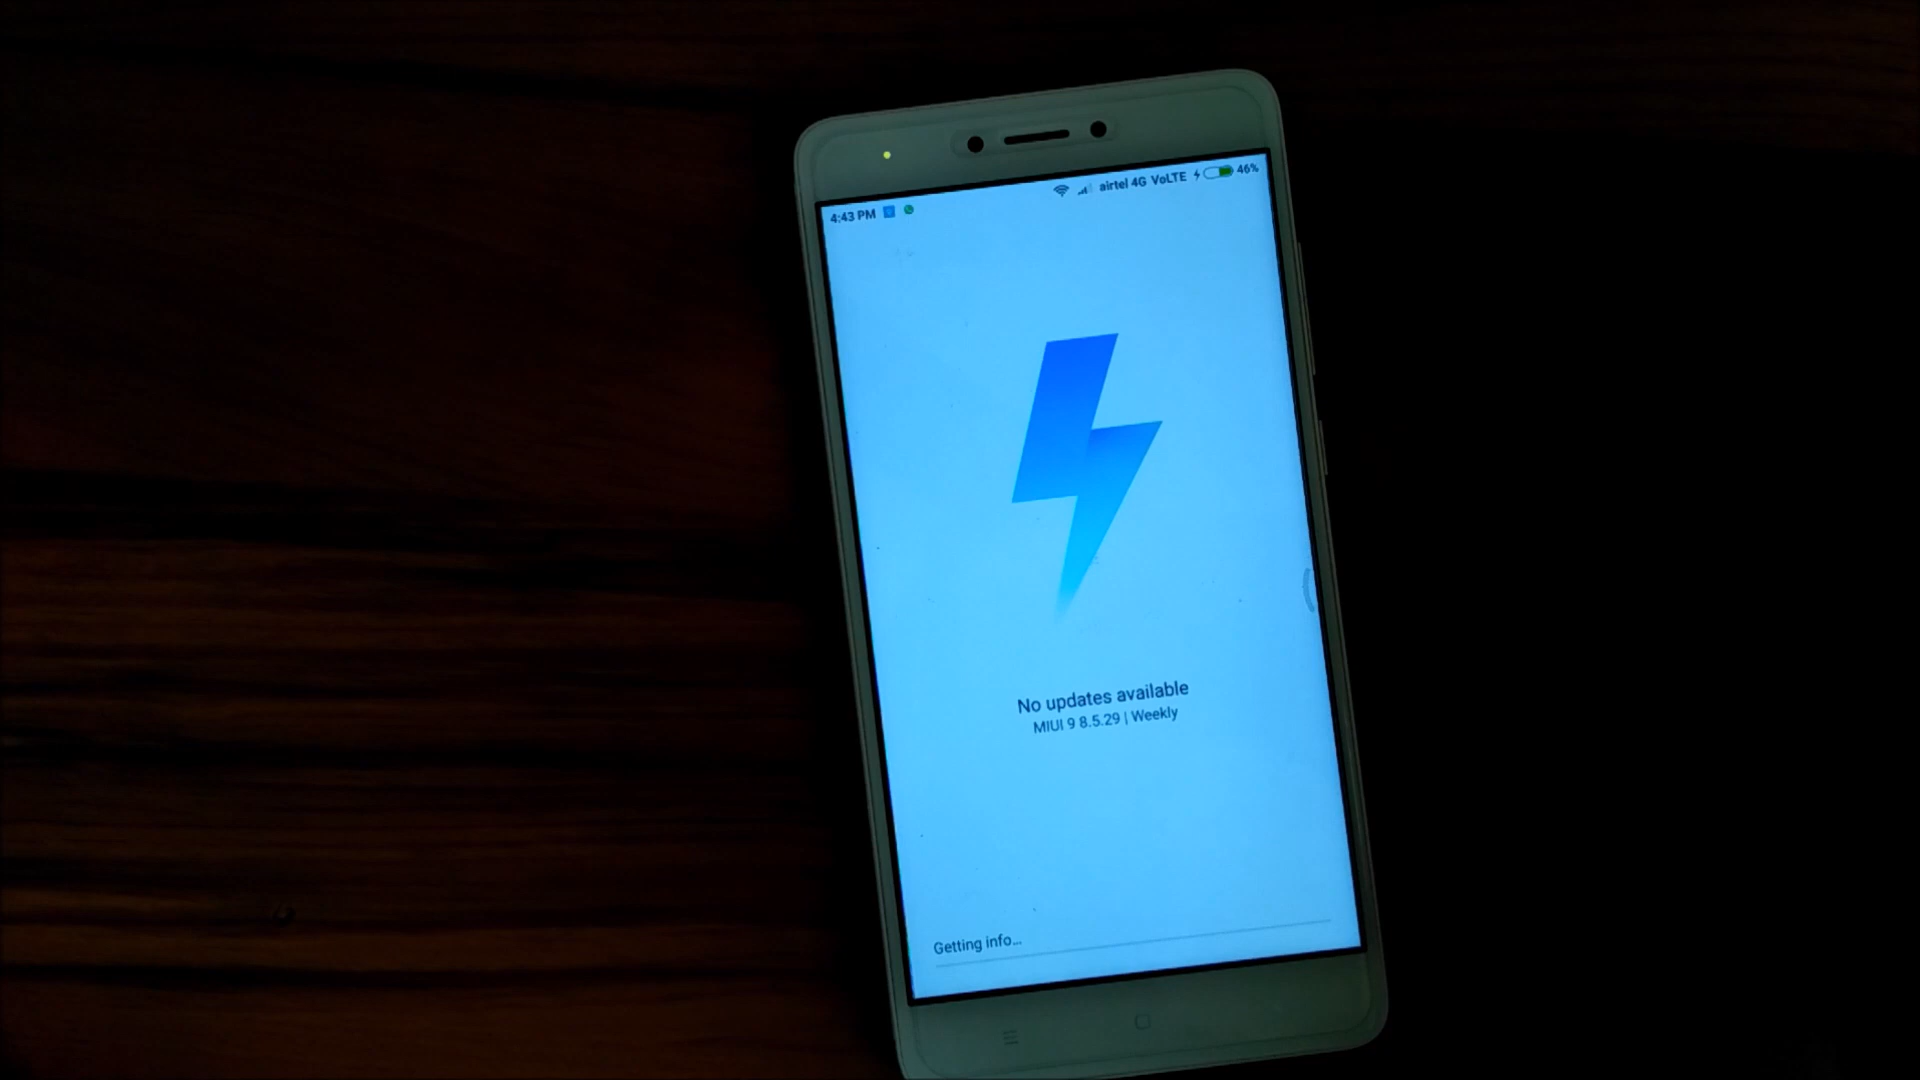 4:43 PM
airtel 4G VoLTE 46%
No updates available
MIUI 9 8.5.29 | Weekly
Getting info...